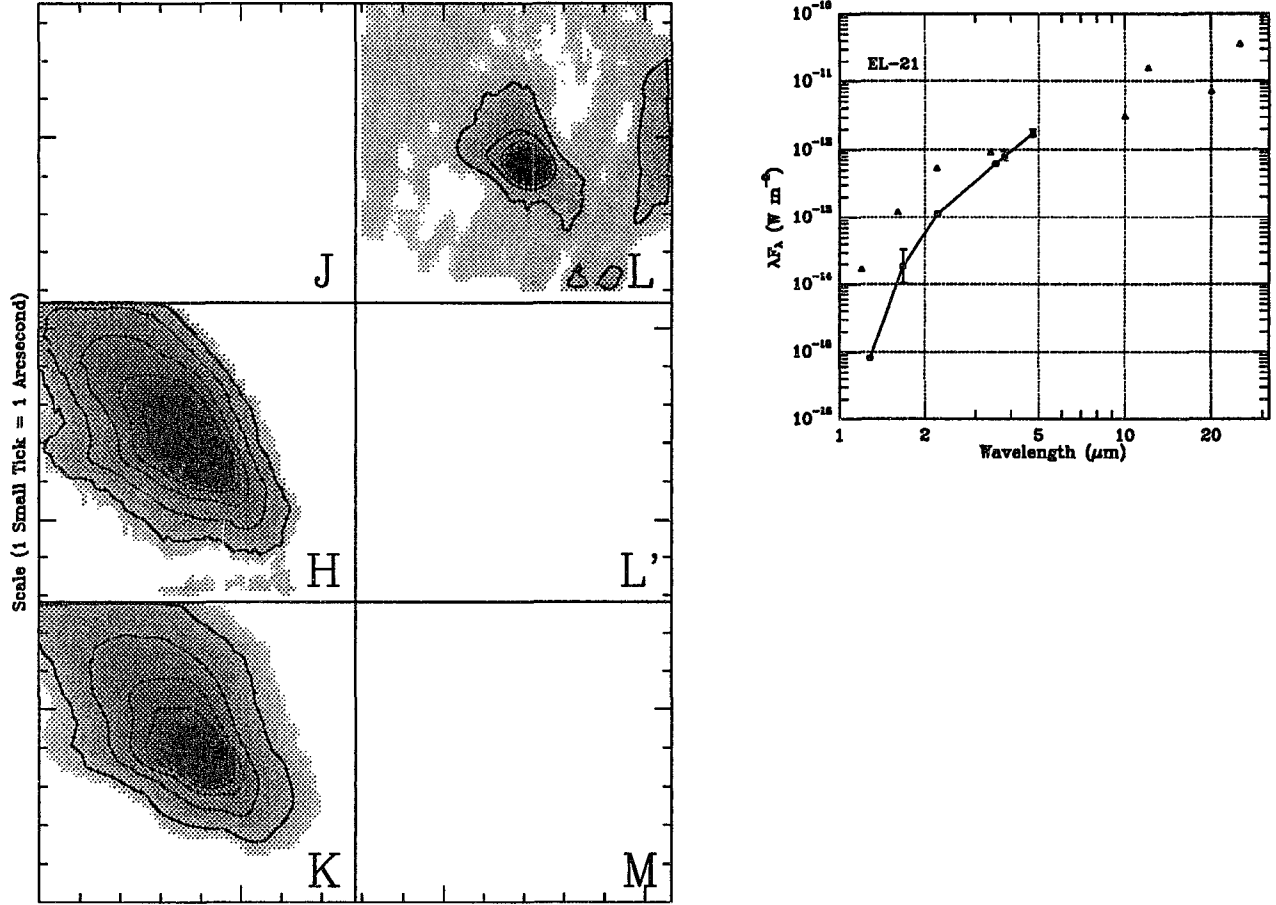 Scale (1 Small Tick = 1 Arcsecond)
J
L
H
L'
K
M
EL-21
10⁻¹⁰
10⁻¹¹
10⁻¹²
10⁻¹³
10⁻¹⁴
10⁻¹⁵
10⁻¹⁶
λF_λ (W m⁻²)
1 2 5 10 20
Wavelength (μm)